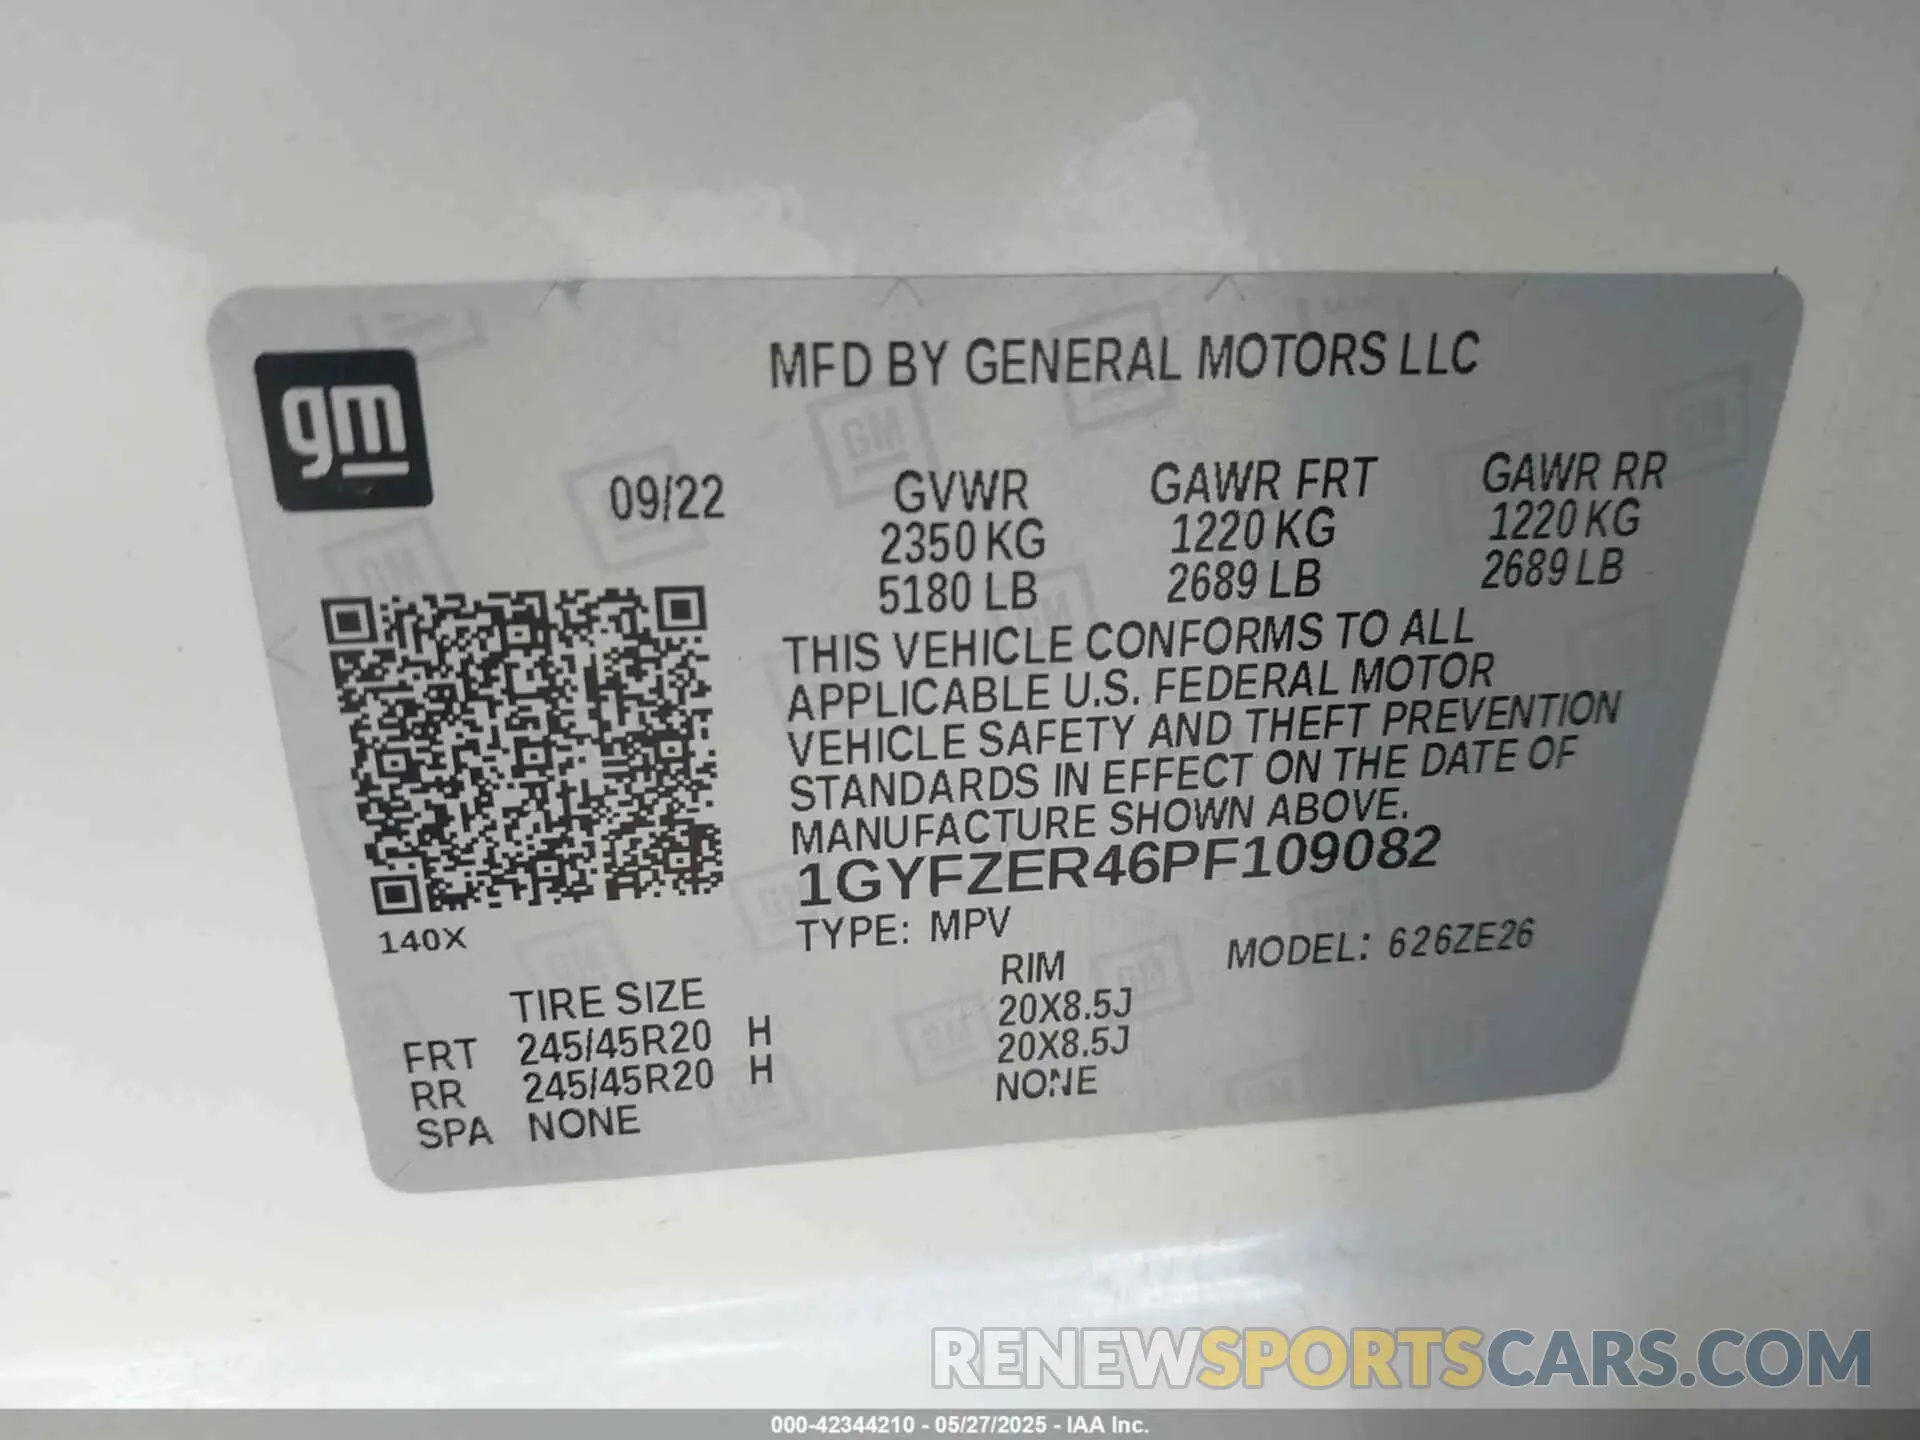 gm
MFD BY GENERAL MOTORS LLC
09/22
GVWR GAWR FRT GAWR RR
2350 KG 1220 KG 1220 KG
5180 LB 2689 LB 2689 LB
THIS VEHICLE CONFORMS TO ALL
APPLICABLE U.S. FEDERAL MOTOR
VEHICLE SAFETY AND THEFT PREVENTION
STANDARDS IN EFFECT ON THE DATE OF
MANUFACTURE SHOWN ABOVE.
1GYFZER46PF109082
TYPE: MPV MODEL: 626ZE26
140X
TIRE SIZE RIM
FRT 245/45R20 H 20X8.5J
RR 245/45R20 H 20X8.5J
SPA NONE NONE
RENEWSPORTSCARS.COM
000-42344210 - 05/27/2025 - IAA Inc.